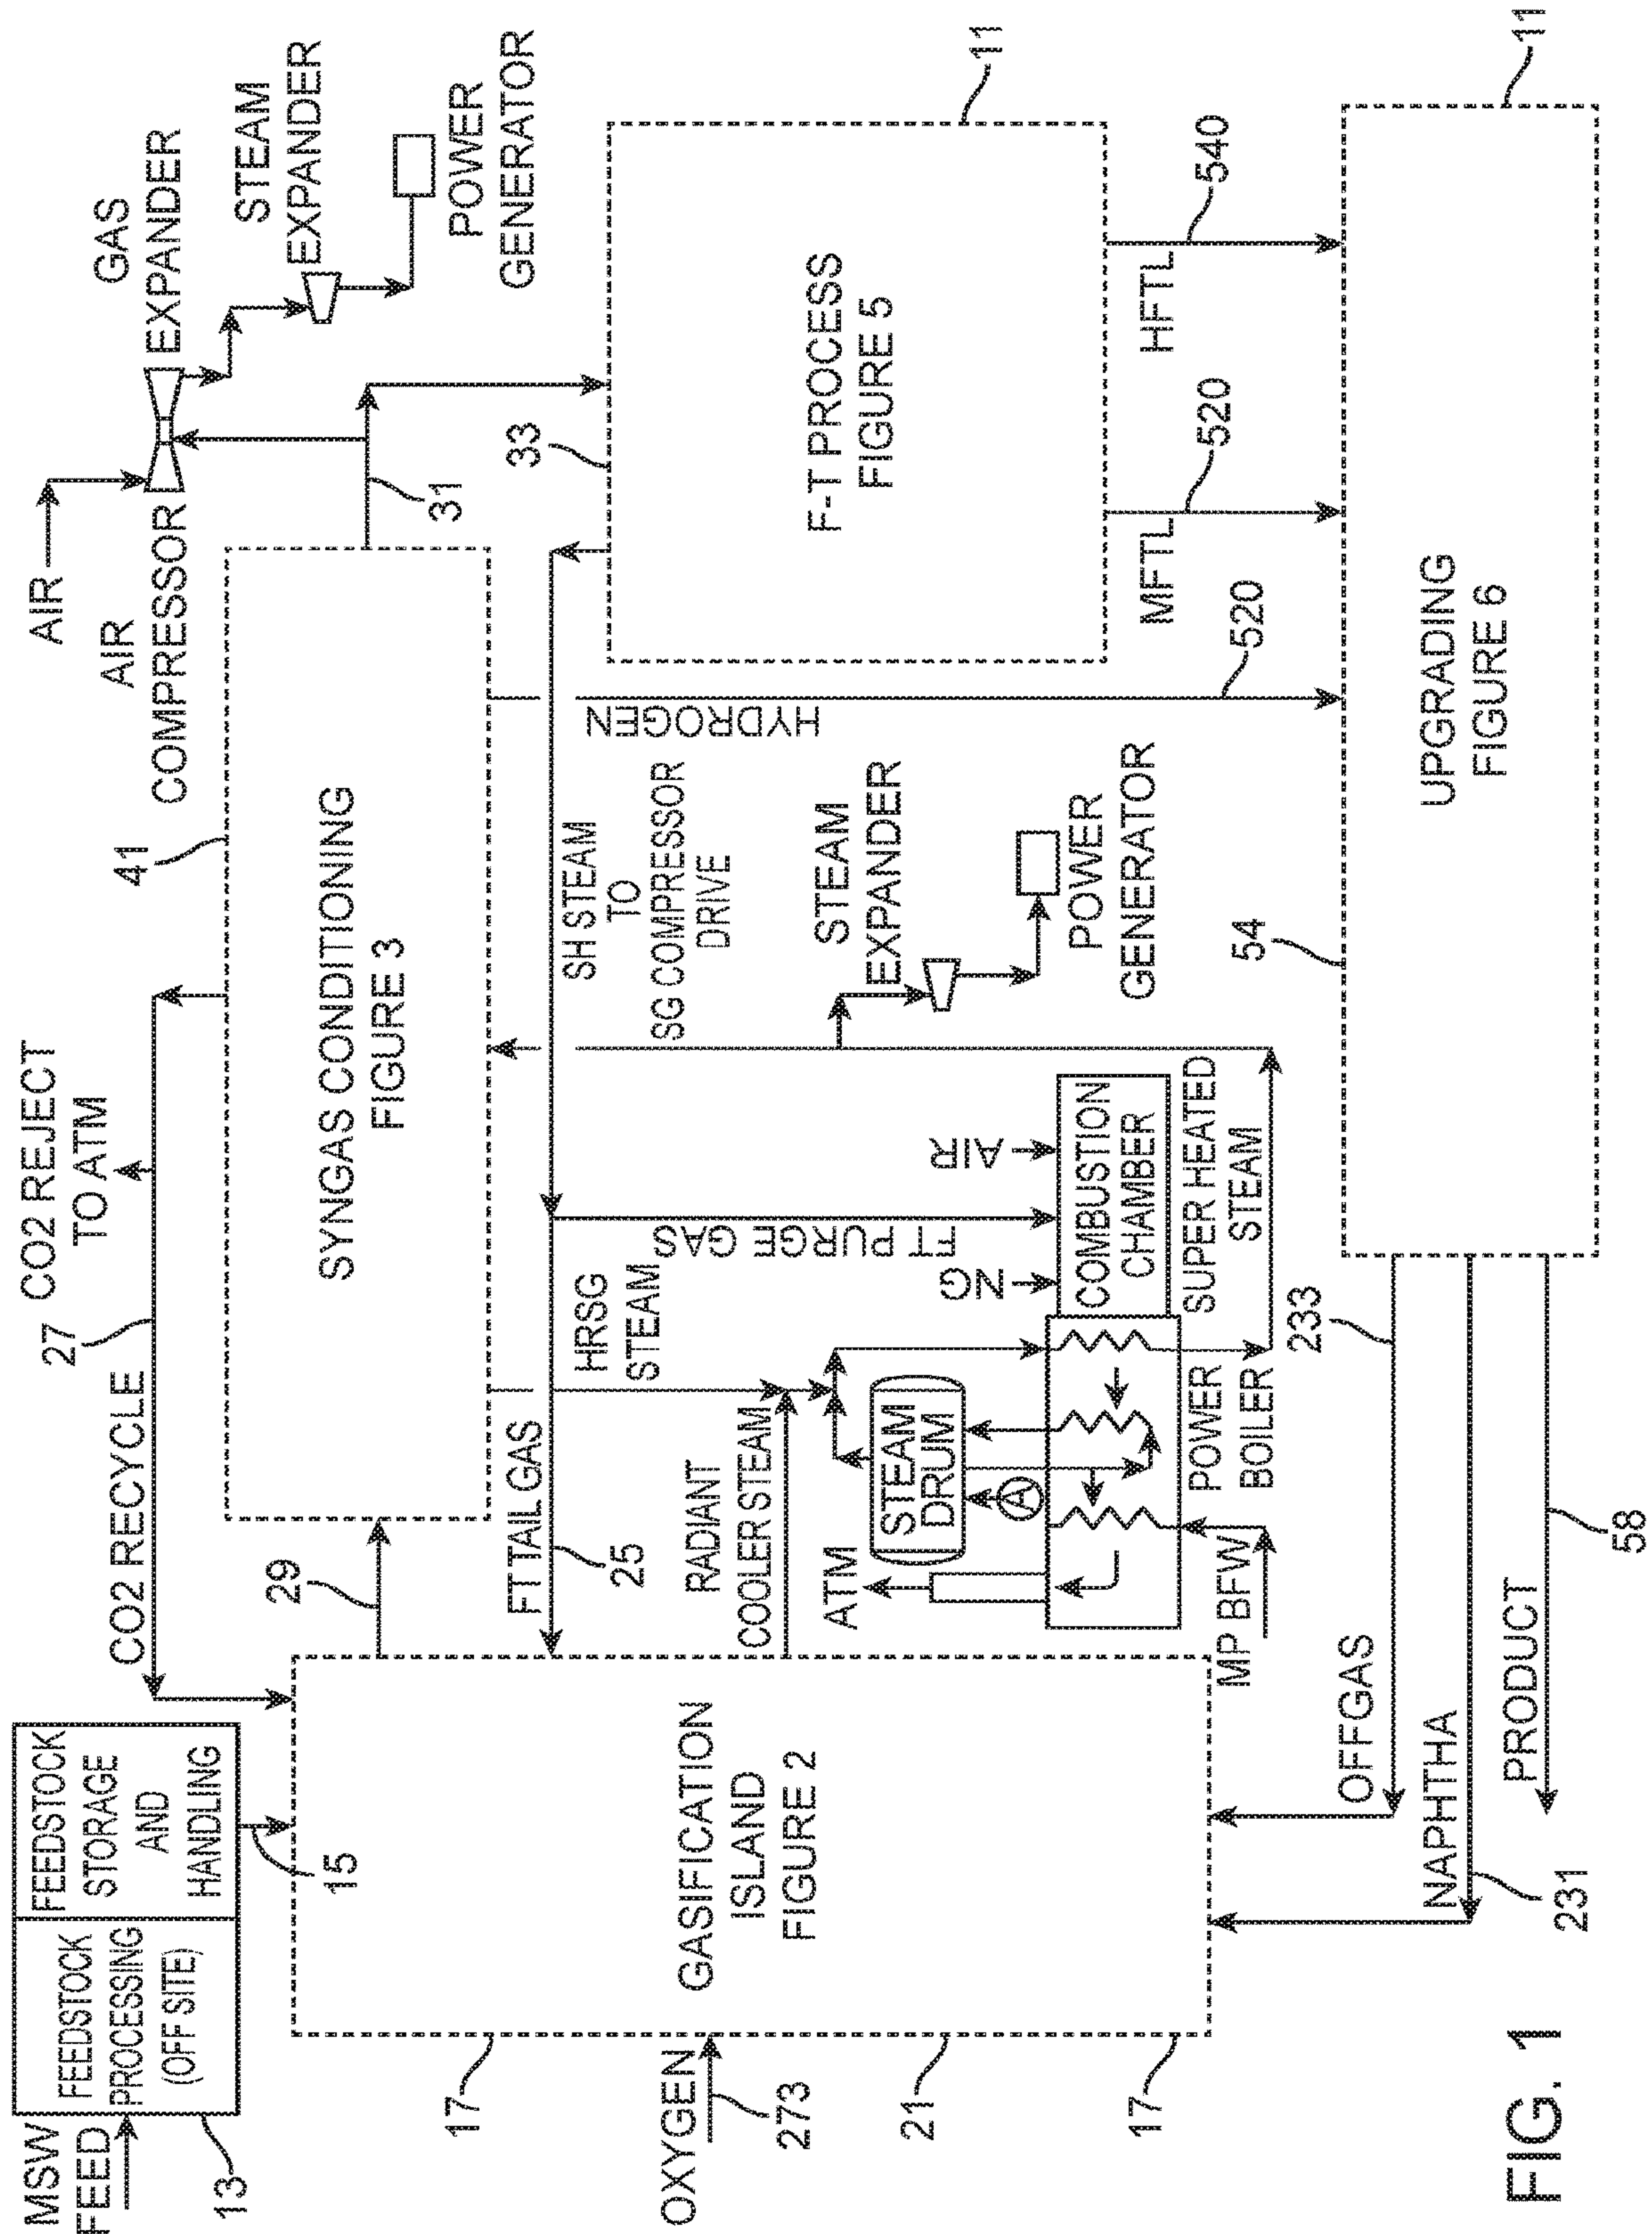 MSW
FEED
13
FEEDSTOCK
PROCESSING
(OFF SITE)
FEEDSTOCK
STORAGE
AND
HANDLING
15
CO2 RECYCLE
27
CO2 REJECT
TO ATM
41
AIR
AIR
COMPRESSOR
GAS
EXPANDER
STEAM
EXPANDER
POWER
GENERATOR
17
OXYGEN
273
21
17
GASIFICATION
ISLAND
FIGURE 2
29
SYNGAS CONDITIONING
FIGURE 3
31
33
FT TAIL GAS
25
HRSG
STEAM
RADIANT
COOLER STEAM
FT PURGE GAS
NG
AIR
SH STEAM
TO
SG COMPRESSOR
DRIVE
HYDROGEN
F-T PROCESS
FIGURE 5
11
ATM
STEAM
DRUM
A
COMBUSTION
CHAMBER
MP BFW
POWER
BOILER
SUPER HEATED
STEAM
STEAM
EXPANDER
POWER
GENERATOR
520
MFTL
520
HFTL
540
OFFGAS
233
NAPHTHA
231
PRODUCT
58
54
UPGRADING
FIGURE 6
11
FIG. 1